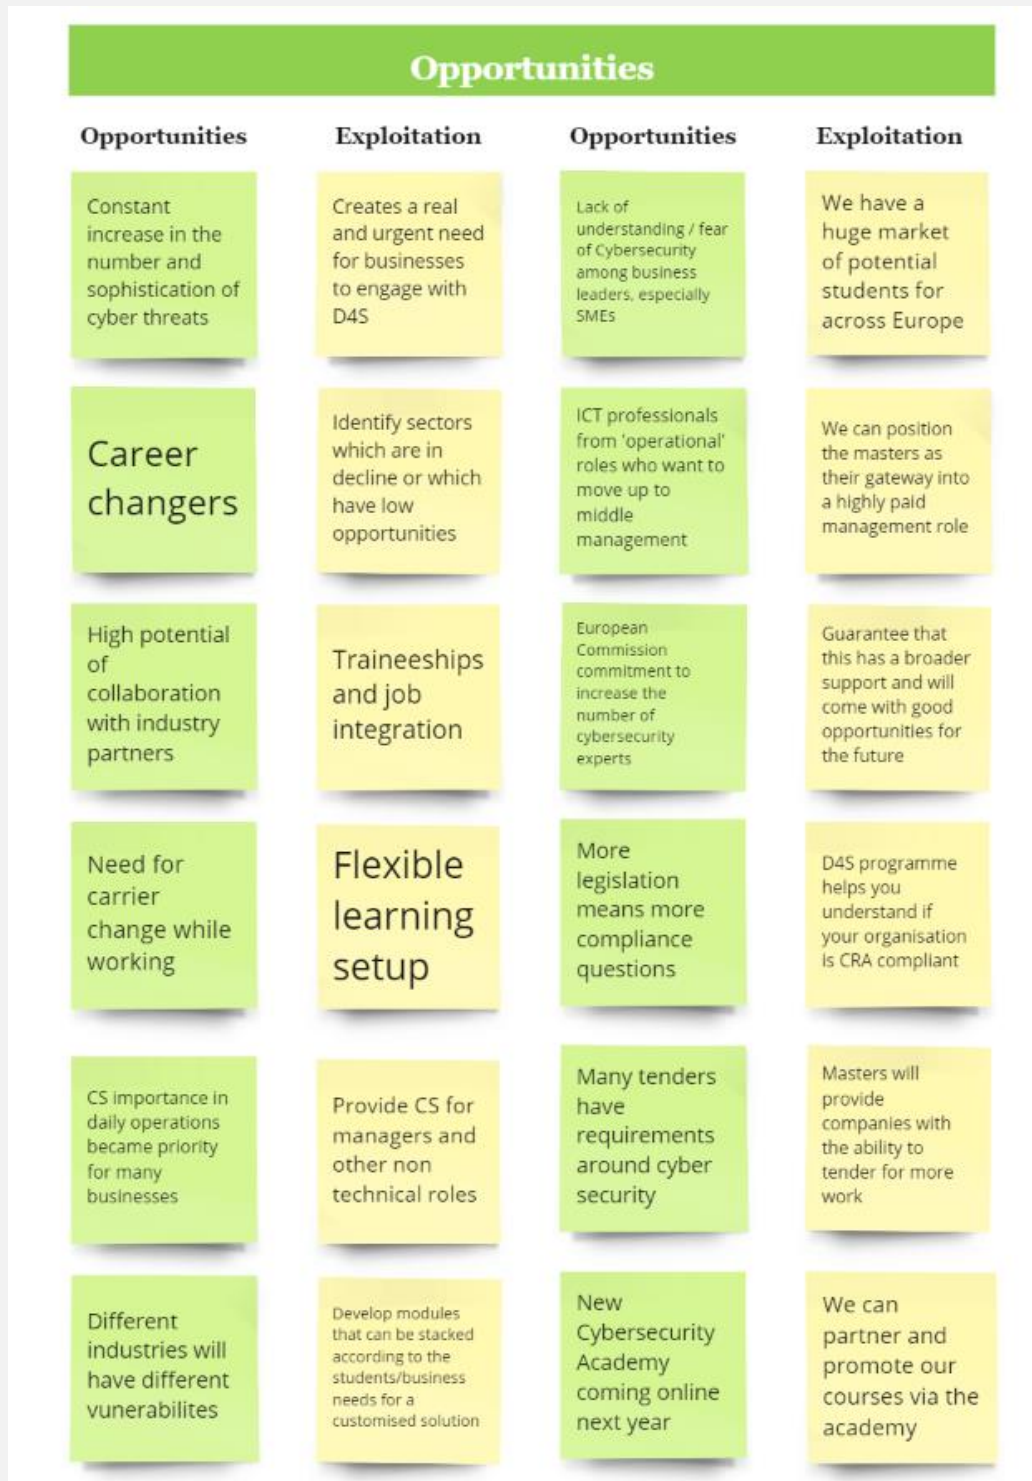 Opportunities
Opportunities
Exploitation
Opportunities
Exploitation
Constant
increase in the
number and
sophistication of
cyber threats
Creates a real
and urgent need
for businesses
to engage with
D4S
Lack of
understanding / fear
of Cybersecurity
among business
leaders, especially
SMEs
We have a
huge market
of potential
students for
across Europe
Career
changers
Identify sectors
which are in
decline or which
have low
opportunities
ICT professionals
from 'operational'
roles who want to
move up to
middle
management
We can position
the masters as
their gateway into
a highly paid
management role
High potential
of
collaboration
with industry
partners
Traineeships
and job
integration
European
Commission
commitment to
increase the
number of
cybersecurity
experts
Guarantee that
this has a broader
support and will
come with good
opportunities for
the future
Need for
carrier
change while
working
Flexible
learning
setup
More
legislation
means more
compliance
questions
D4S programme
helps you
understand if
your organisation
is CRA compliant
CS importance in
daily operations
became priority
for many
businesses
Provide CS for
managers and
other non
technical roles
Many tenders
have
requirements
around cyber
security
Masters will
provide
companies with
the ability to
tender for more
work
Different
industries will
have different
vunerabilites
Develop modules
that can be stacked
according to the
students/business
needs for a
customised solution
New
Cybersecurity
Academy
coming online
next year
We can
partner and
promote our
courses via the
academy